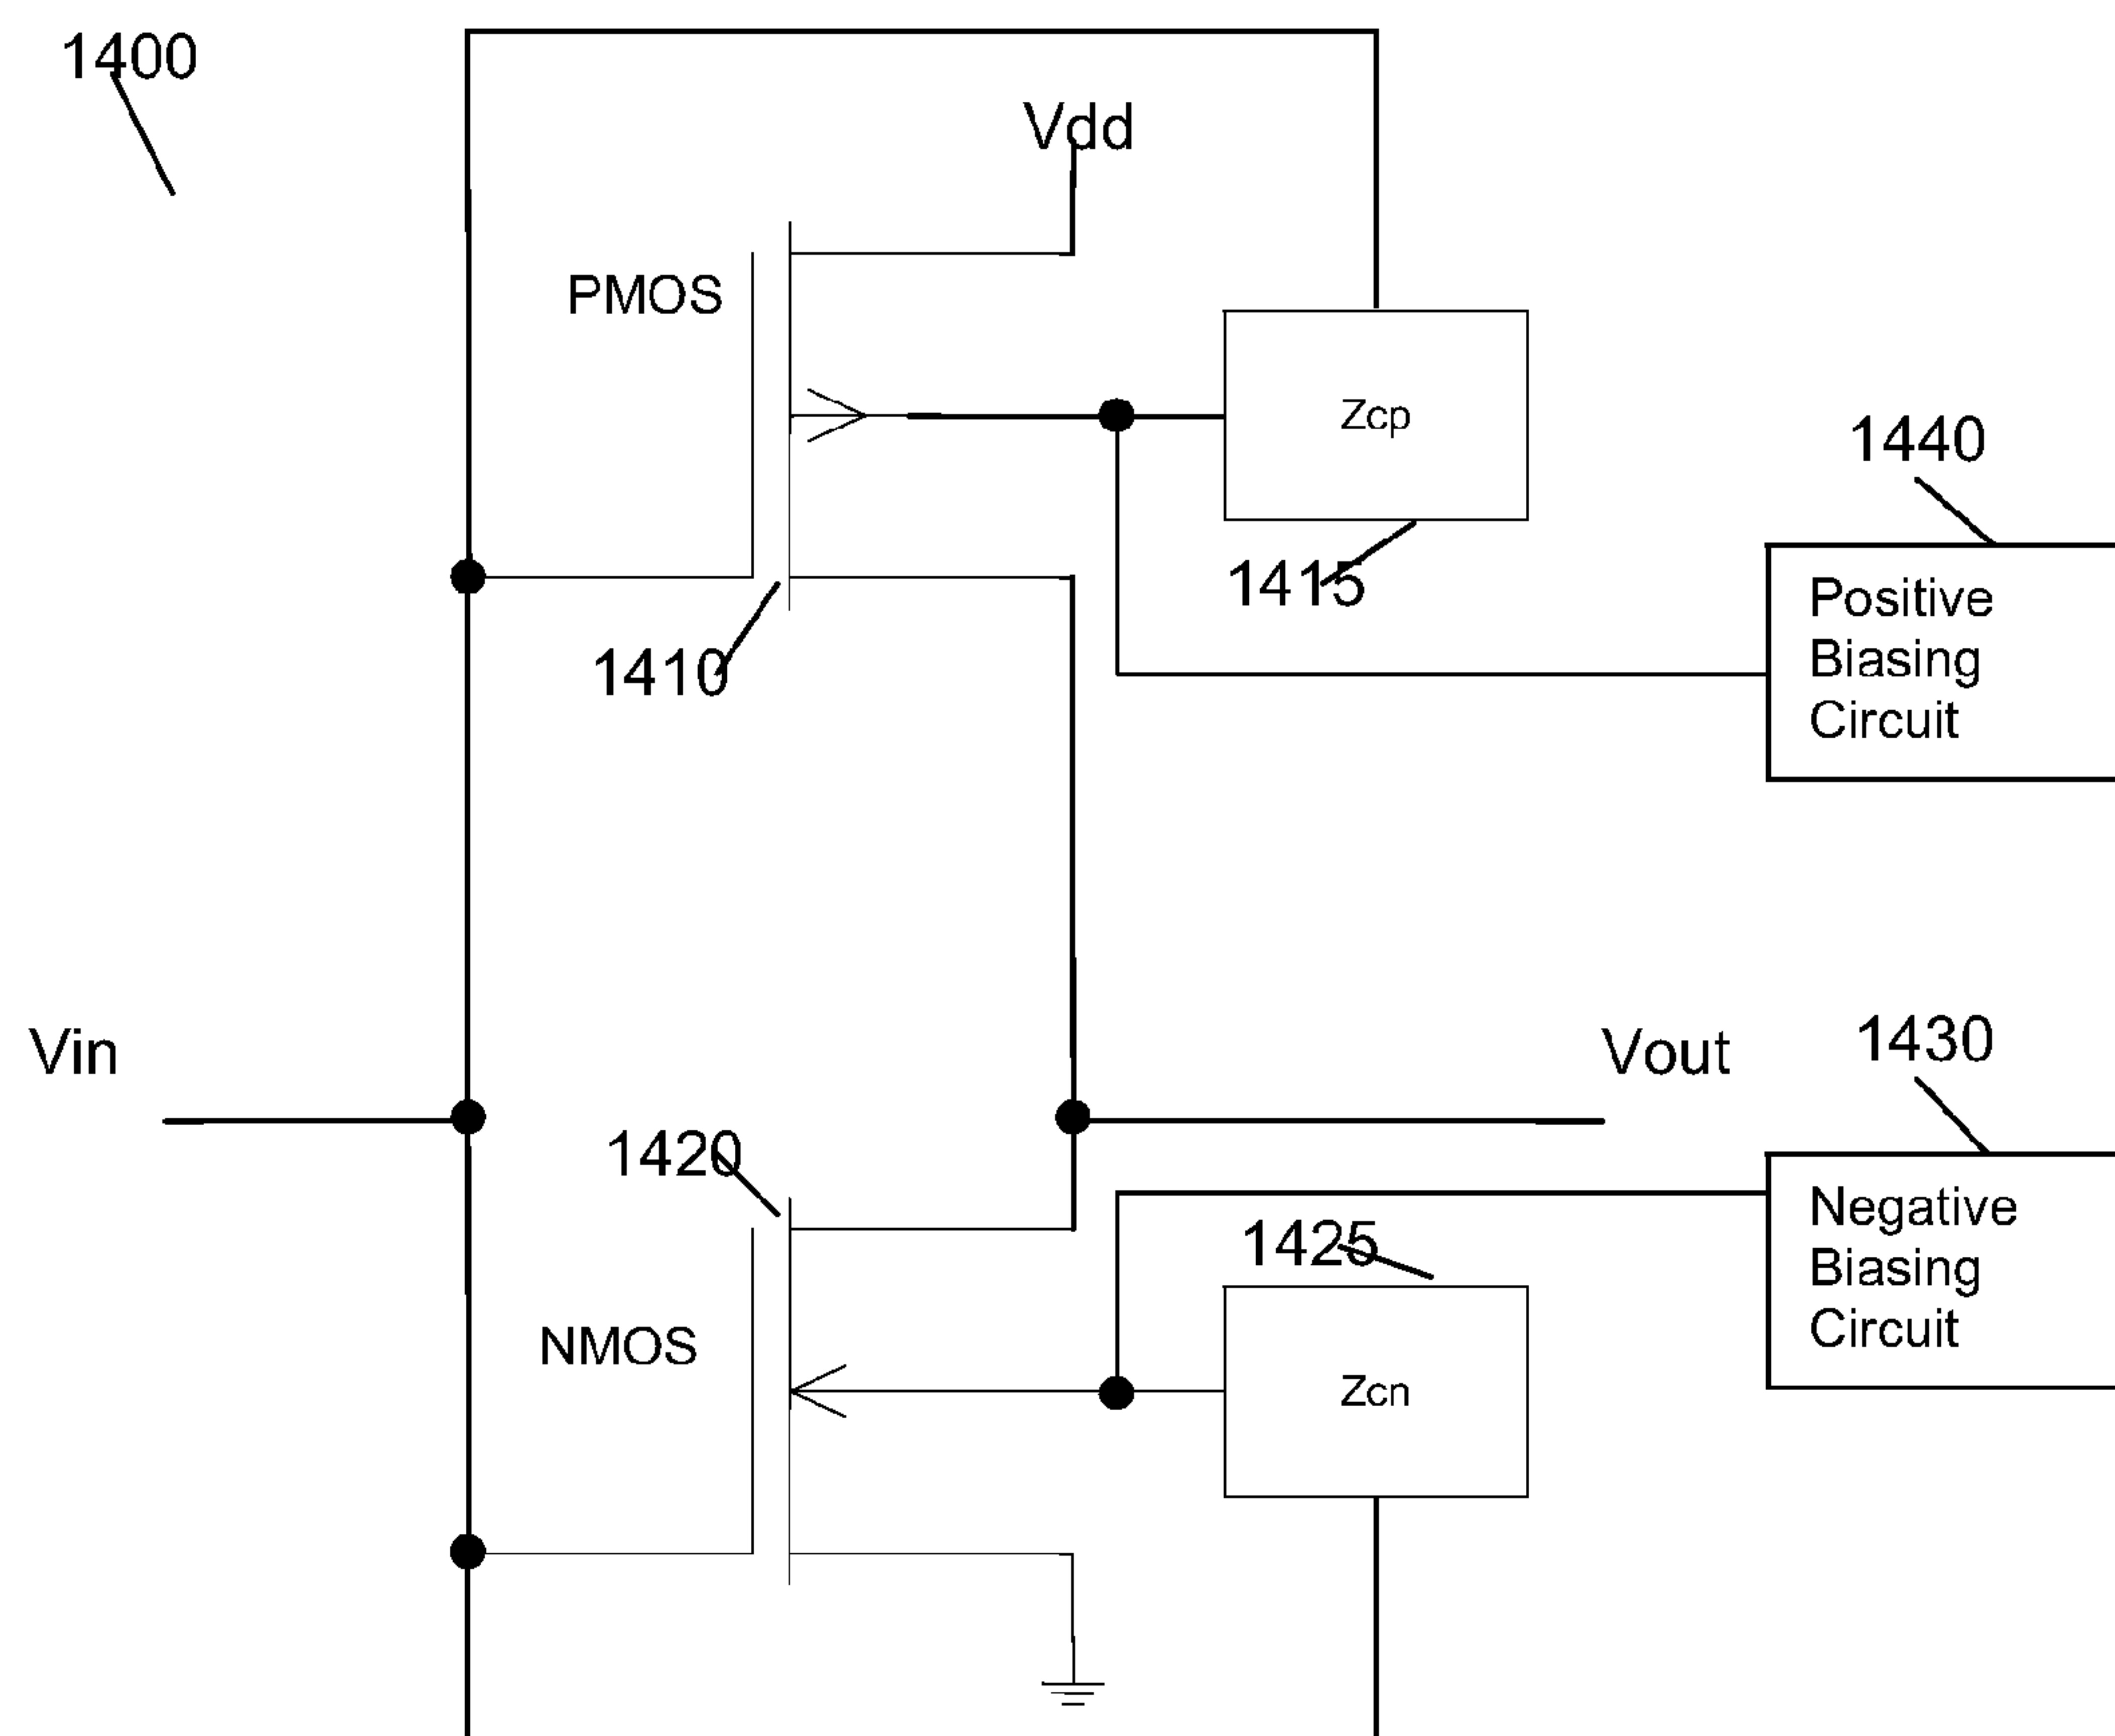 1400
Vdd
PMOS
Zcp
1440
1415
Positive
Biasing
Circuit
1410
Vin
Vout
1430
1420
Negative
Biasing
Circuit
1425
NMOS
Zcn